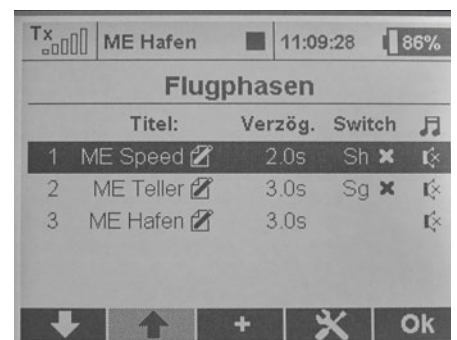 Tx ME Hafen 11:09:28 86%
Flugphasen
Titel: Verzög. Switch
1 ME Speed 2.0s Sh ✖
2 ME Teller 3.0s Sg ✖
3 ME Hafen 3.0s
+ Ok